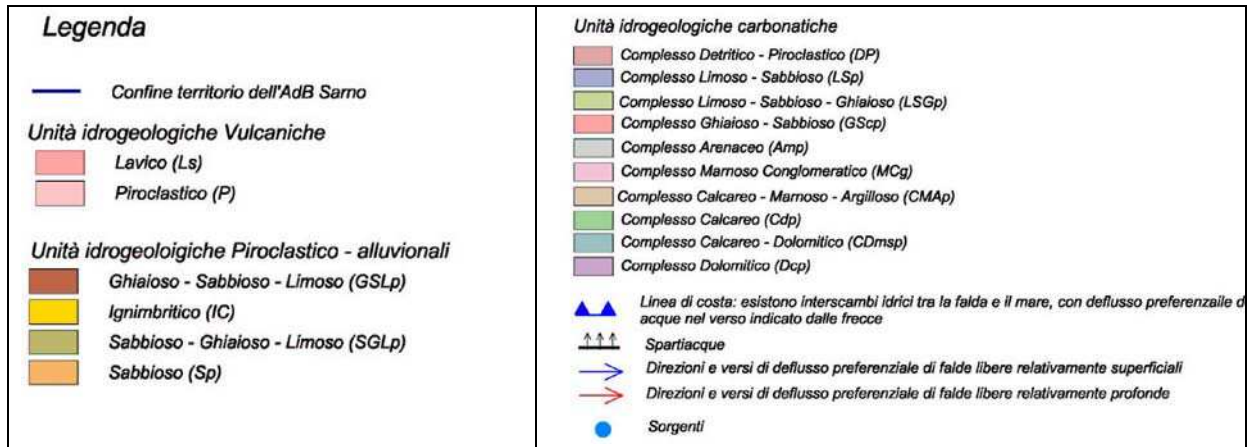 Legenda
Confine territorio dell'AdB Sarno
Unità idrogeologiche Vulcaniche
Lavico (Ls)
Piroclastico (P)
Unità idrogeoloigiche Piroclastico - alluvionali
Ghiaioso - Sabbioso - Limoso (GSLp)
Ignimbritico (IC)
Sabbioso - Ghiaioso - Limoso (SGLp)
Sabbioso (Sp)
Unità idrogeologiche carbonatiche
Complesso Detritico - Piroclastico (DP)
Complesso Limoso - Sabbioso (LSp)
Complesso Limoso - Sabbioso - Ghiaioso (LSGp)
Complesso Ghiaioso - Sabbioso (GScp)
Complesso Arenaceo (Amp)
Complesso Marnoso Conglomeratico (MCg)
Complesso Calcareo - Marnoso - Argilloso (CMAp)
Complesso Calcareo (Cdp)
Complesso Calcareo - Dolomitico (CDmsp)
Complesso Dolomitico (Dcp)
Linea di costa: esistono interscambi idrici tra la falda e il mare, con deflusso preferenzaile d
acque nel verso indicato dalle frecce
Spartiacque
Direzioni e versi di deflusso preferenziale di falde libere relativamente superficiali
Direzioni e versi di deflusso preferenziale di falde libere relativamente profonde
Sorgenti